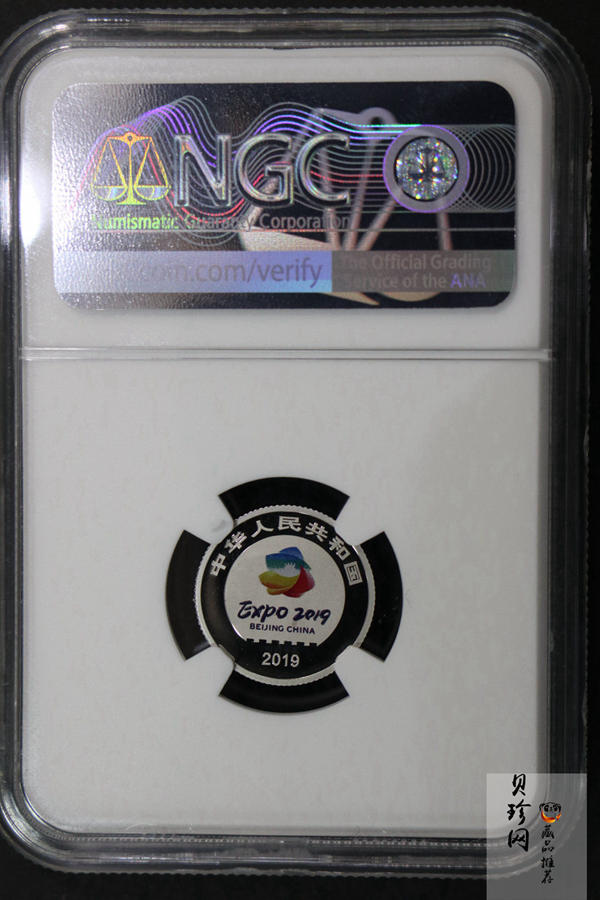 NGC
Numismatic Guaranty Corporation
com.com/verify
The Official Grading
Service of the ANA
中华人民共和国
EXPO 2019
BEIJING CHINA
2019
贝珍网
藏品推荐